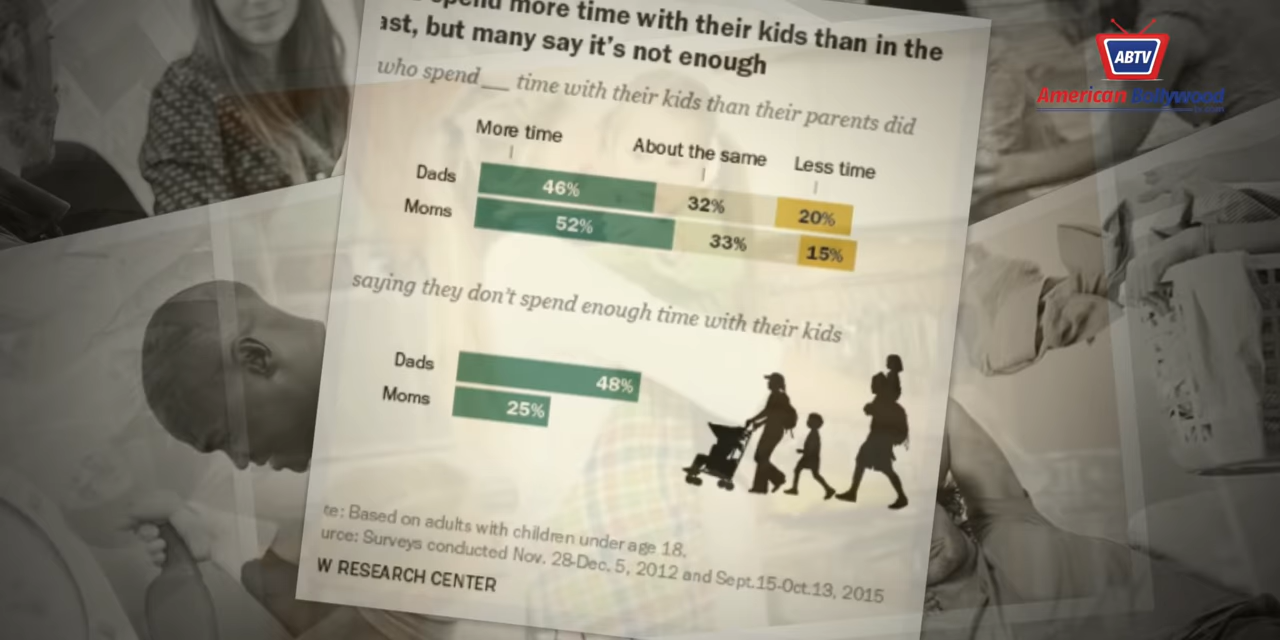 spend more time with their kids than in the
ast, but many say it's not enough
who spend__ time with their kids than their parents did
More time
About the same
Less time
Dads
46%
32%
20%
Moms
52%
33%
15%
saying they don't spend enough time with their kids
Dads
48%
Moms
25%
te: Based on adults with children under age 18.
urce: Surveys conducted Nov. 28-Dec. 5, 2012 and Sept.15-Oct.13, 2015
W RESEARCH CENTER
ABTV
American Bollywood